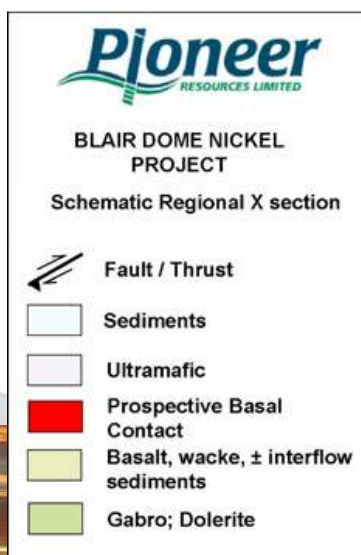 Pioneer
RESOURCES LIMITED
BLAIR DOME NICKEL
PROJECT
Schematic Regional X section
Fault / Thrust
Sediments
Ultramafic
Prospective Basal
Contact
Basalt, wacke, ± interflow
sediments
Gabro; Dolerite